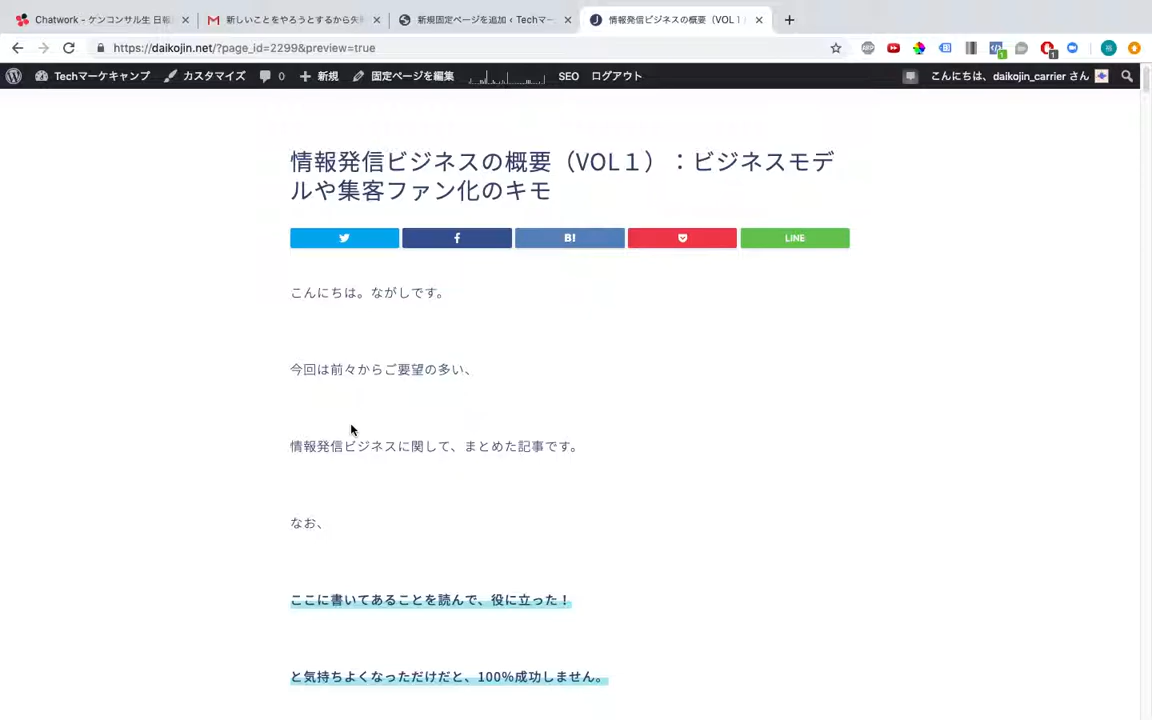 Chatwork - ケンコンサル生 日報
新しいことをやろうとするから失
新規固定ページを追加 ‹ Techマー
情報発信ビジネスの概要（VOL１）
https://daikojin.net/?page_id=2299&preview=true
Techマーケキャンプ カスタマイズ 0 新規 固定ページを編集 SEO ログアウト こんにちは、daikojin_carrier さん
情報発信ビジネスの概要（VOL１）：ビジネスモデ
ルや集客ファン化のキモ
B! LINE
こんにちは。ながしです。
今回は前々からご要望の多い、
情報発信ビジネスに関して、まとめた記事です。
なお、
ここに書いてあることを読んで、役に立った！
と気持ちよくなっただけだと、100%成功しません。